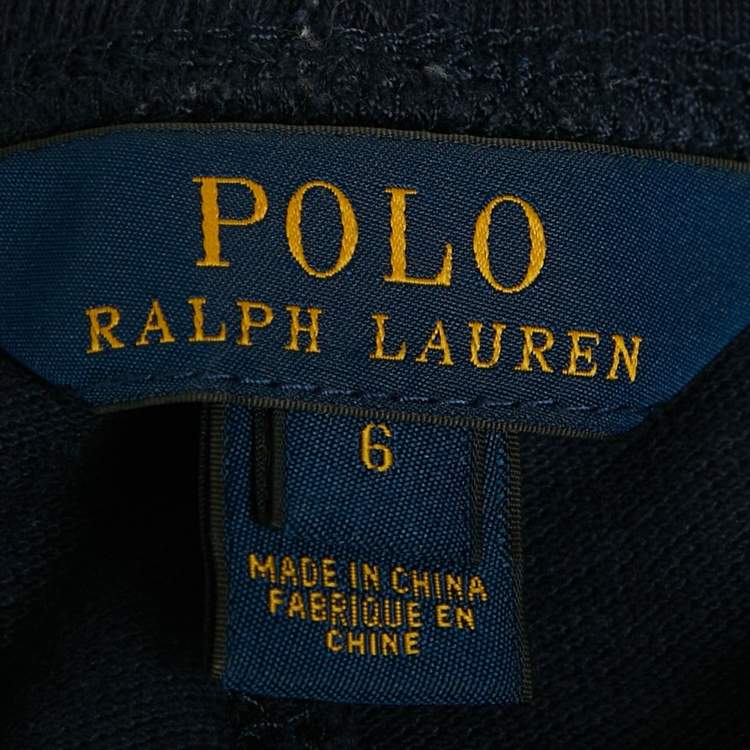 POLO
RALPH LAUREN
6
MADE IN CHINA
FABRIQUE EN
CHINE